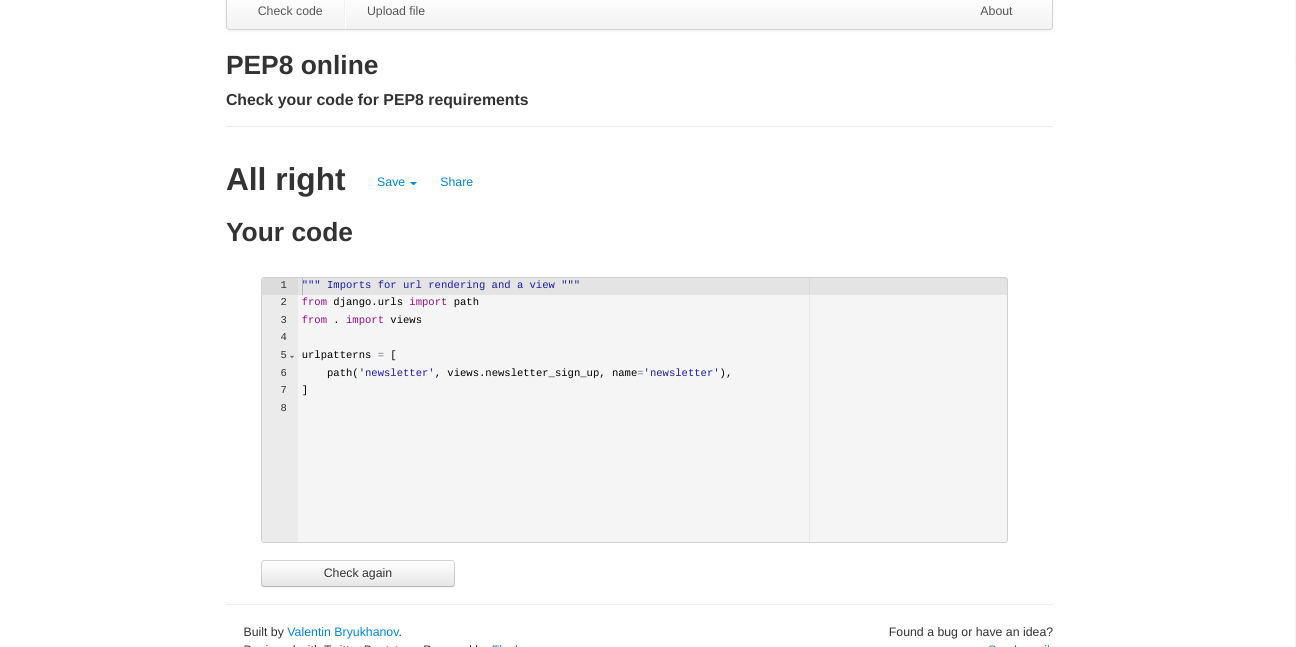 Check code Upload file About
PEP8 online
Check your code for PEP8 requirements
All right Save Share
Your code
1 """ Imports for url rendering and a view """
2 from django.urls import path
3 from . import views
4
5 urlpatterns = [
6     path('newsletter', views.newsletter_sign_up, name='newsletter'),
7 ]
8
Check again
Built by Valentin Bryukhanov. Found a bug or have an idea?